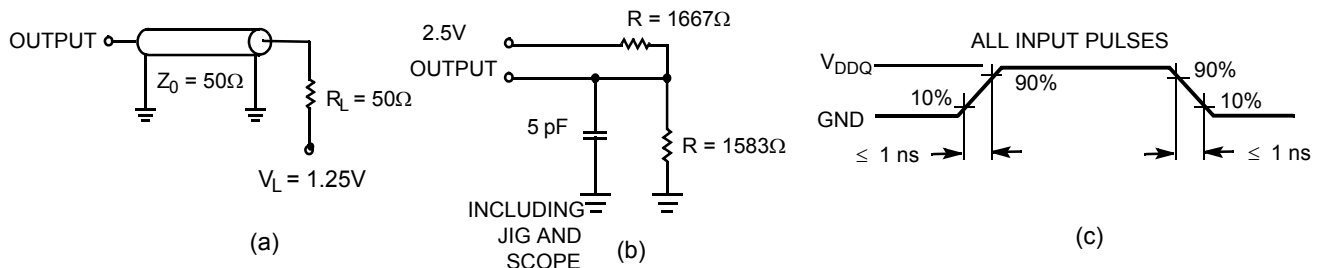 OUTPUT
Z0 = 50Ω
RL = 50Ω
VL = 1.25V
(a)
R = 1667Ω
2.5V
OUTPUT
5 pF
R = 1583Ω
INCLUDING
JIG AND
SCOPE
(b)
ALL INPUT PULSES
VDDQ
90%
90%
10%
10%
GND
≤ 1 ns
≤ 1 ns
(c)